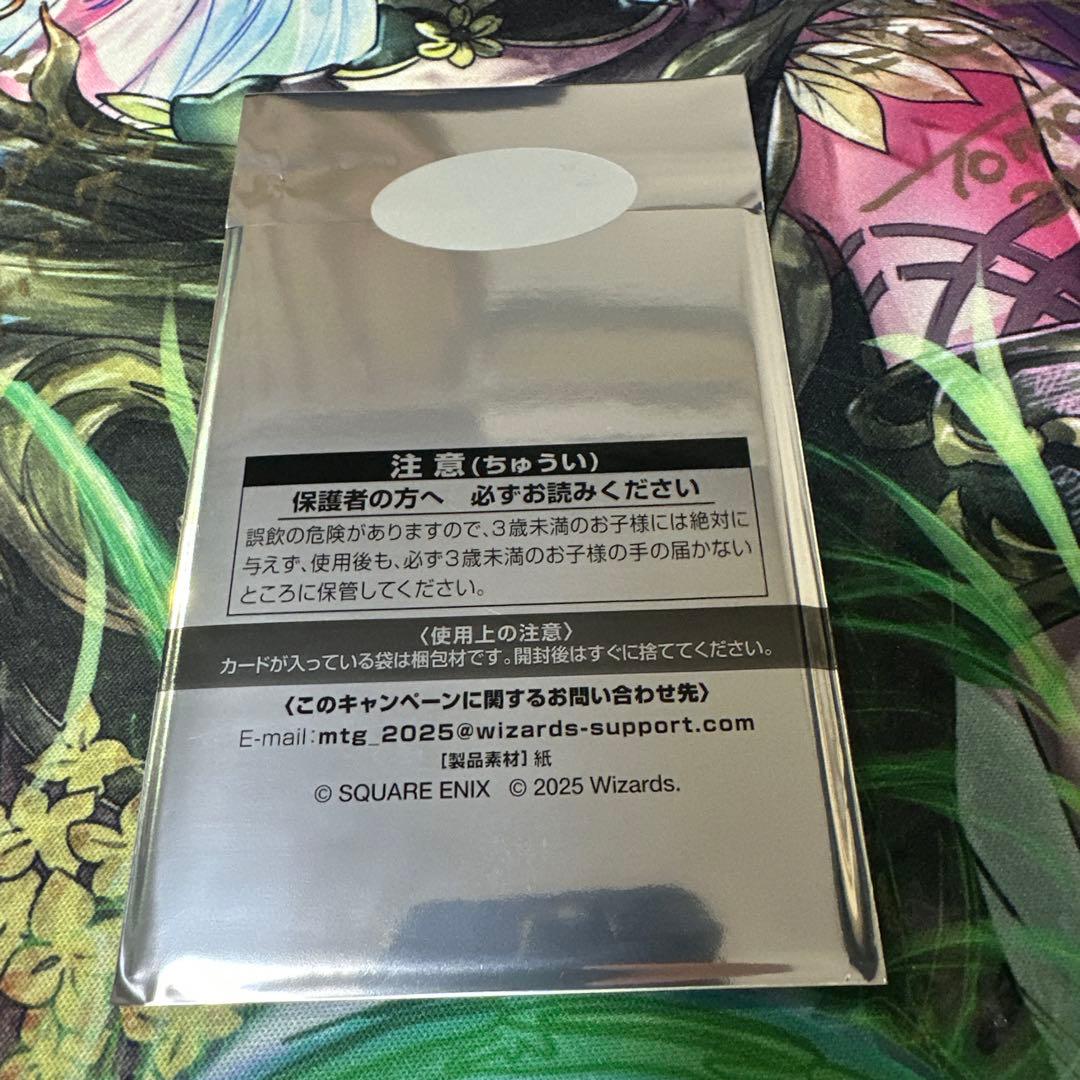 注意(ちゅうい)
保護者の方へ 必ずお読みください
誤飲の危険がありますので、3歳未満のお子様には絶対に
与えず、使用後も、必ず3歳未満のお子様の手の届かない
ところに保管してください。
〈使用上の注意〉
カードが入っている袋は梱包材です。開封後はすぐに捨ててください。
〈このキャンペーンに関するお問い合わせ先〉
E-mail:mtg_2025@wizards-support.com
[製品素材] 紙
© SQUARE ENIX © 2025 Wizards.